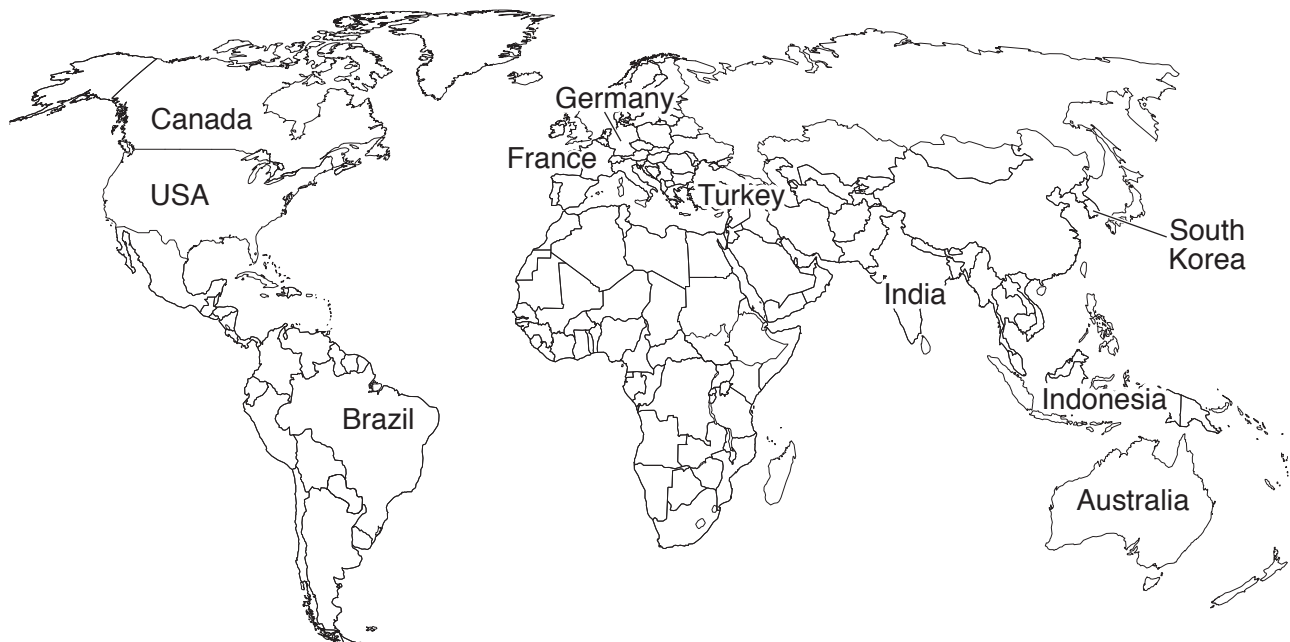 Germany
Canada
France
USA
Turkey
South
Korea
India
Indonesia
Brazil
Australia